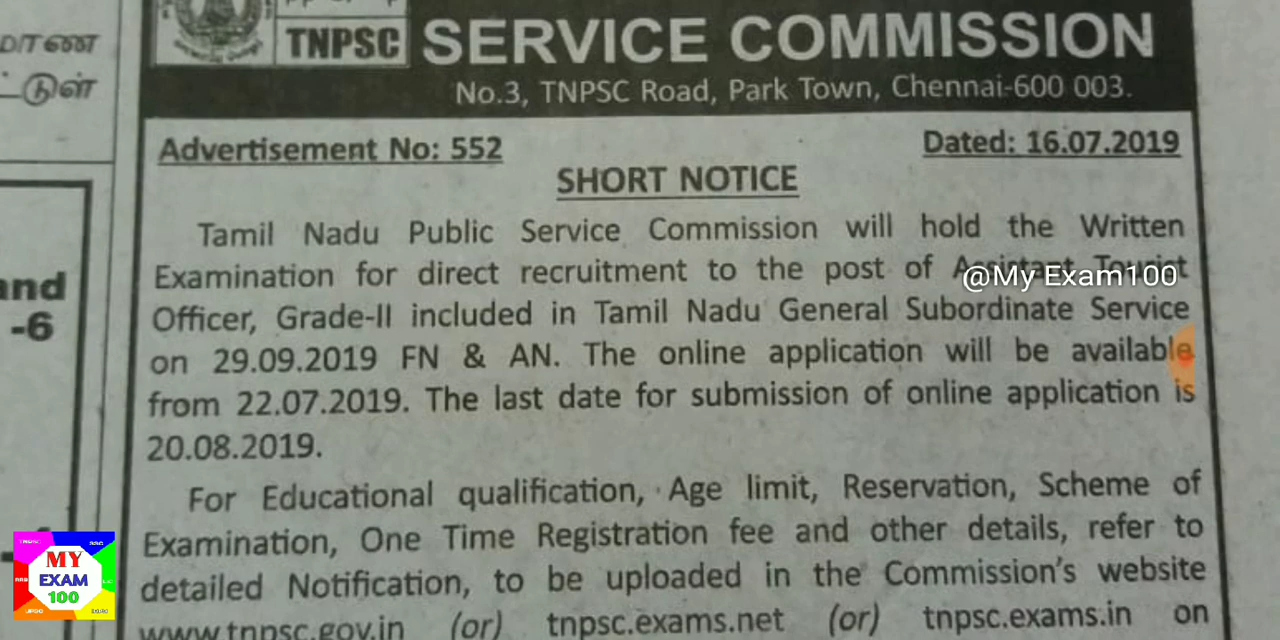 TNPSC
SERVICE COMMISSION
No.3, TNPSC Road, Park Town, Chennai-600 003.
Advertisement No: 552
Dated: 16.07.2019
SHORT NOTICE
Tamil Nadu Public Service Commission will hold the Written
Examination for direct recruitment to the post of Assistant Tourist
@My Exam100
Officer, Grade-II included in Tamil Nadu General Subordinate Service
on 29.09.2019 FN & AN. The online application will be available
from 22.07.2019. The last date for submission of online application is
20.08.2019.
For Educational qualification, Age limit, Reservation, Scheme of
Examination, One Time Registration fee and other details, refer to
detailed Notification, to be uploaded in the Commission's website
www.tnpsc.gov.in (or) tnpsc.exams.net (or) tnpsc.exams.in on
and
-6
MY
EXAM
100